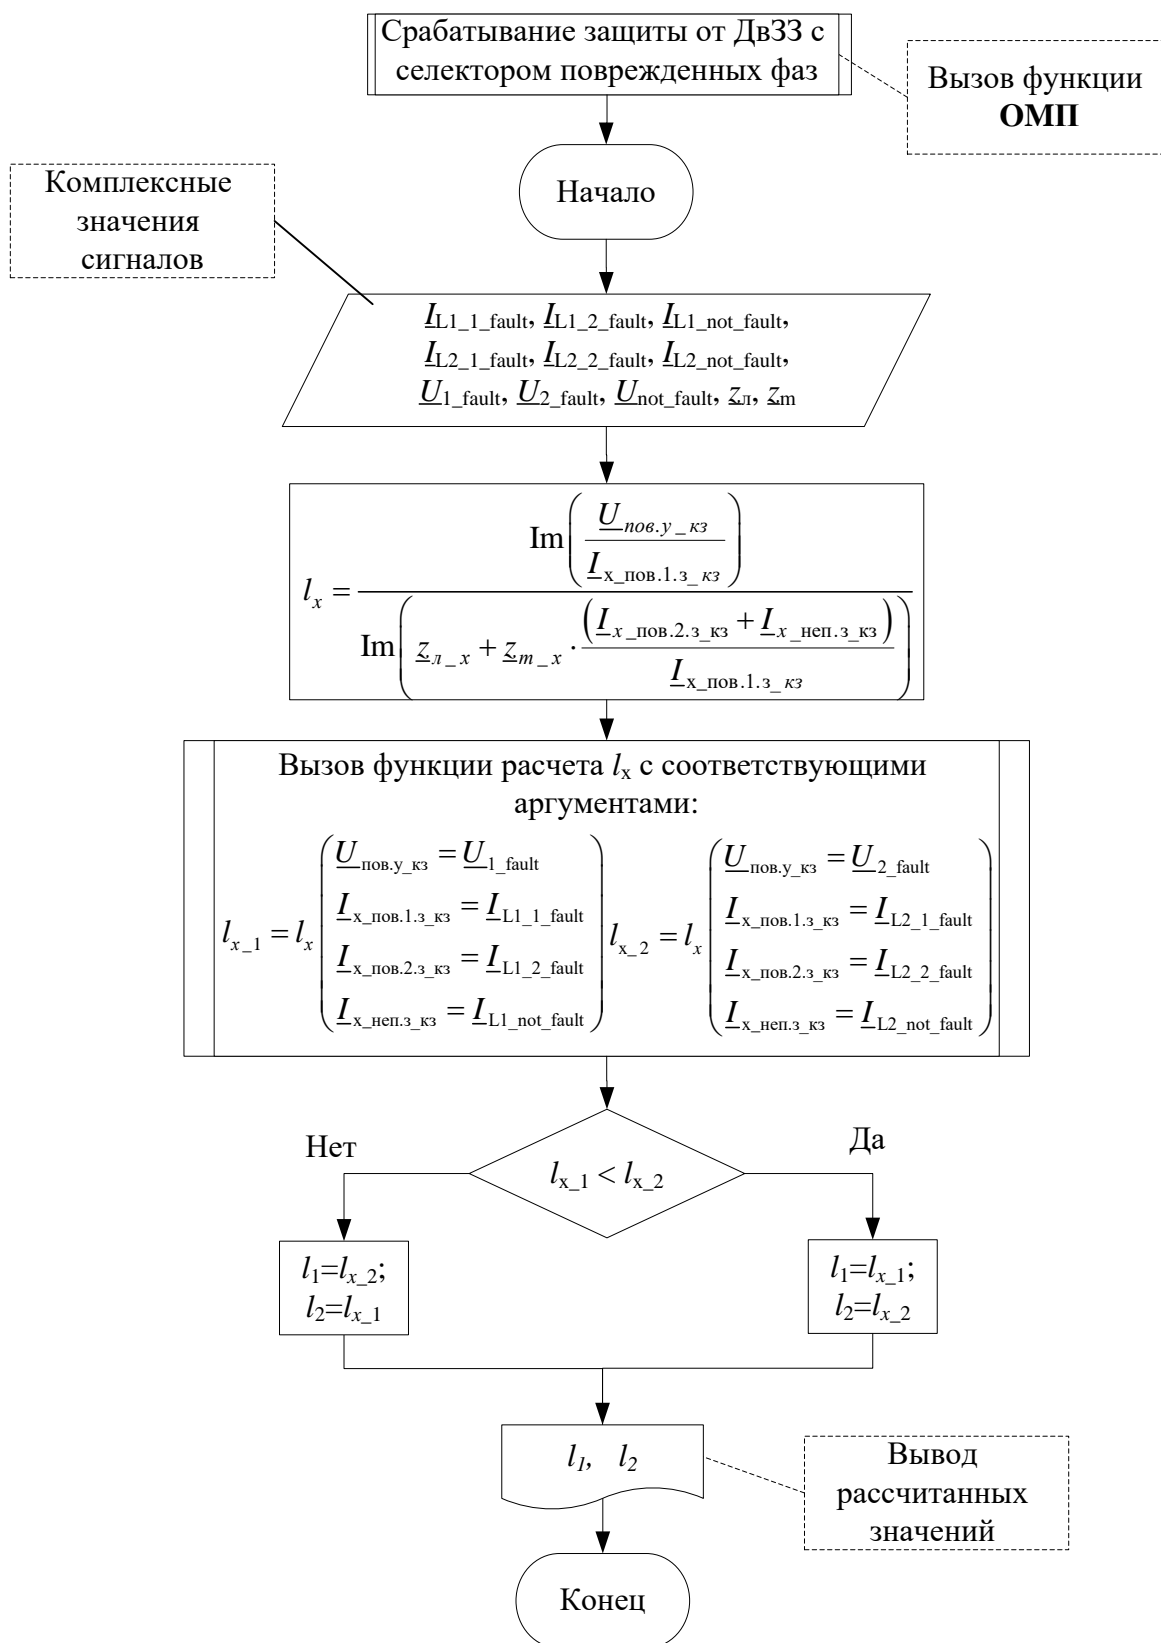 Срабатывание защиты от ДвЗЗ с
селектором поврежденных фаз
Вызов функции
ОМП
Комплексные
значения
сигналов
Начало
I_L1_1_fault, I_L1_2_fault, I_L1_not_fault,
I_L2_1_fault, I_L2_2_fault, I_L2_not_fault,
U_1_fault, U_2_fault, U_not_fault, z_л, z_m
l_x = Im(U_пов.у_кз / I_x_пов.1.з_кз) / Im(z_л_x + z_m_x · (I_x_пов.2.з_кз + I_x_неп.з_кз) / I_x_пов.1.з_кз)
Вызов функции расчета l_x с соответствующими
аргументами:
l_x_1 = l_x (U_пов.у_кз = U_1_fault
I_x_пов.1.з_кз = I_L1_1_fault
I_x_пов.2.з_кз = I_L1_2_fault
I_x_неп.з_кз = I_L1_not_fault)
l_x_2 = l_x (U_пов.у_кз = U_2_fault
I_x_пов.1.з_кз = I_L2_1_fault
I_x_пов.2.з_кз = I_L2_2_fault
I_x_неп.з_кз = I_L2_not_fault)
Нет
Да
l_x_1 < l_x_2
l_1=l_x_2;
l_2=l_x_1
l_1=l_x_1;
l_2=l_x_2
l_1, l_2
Вывод
рассчитанных
значений
Конец